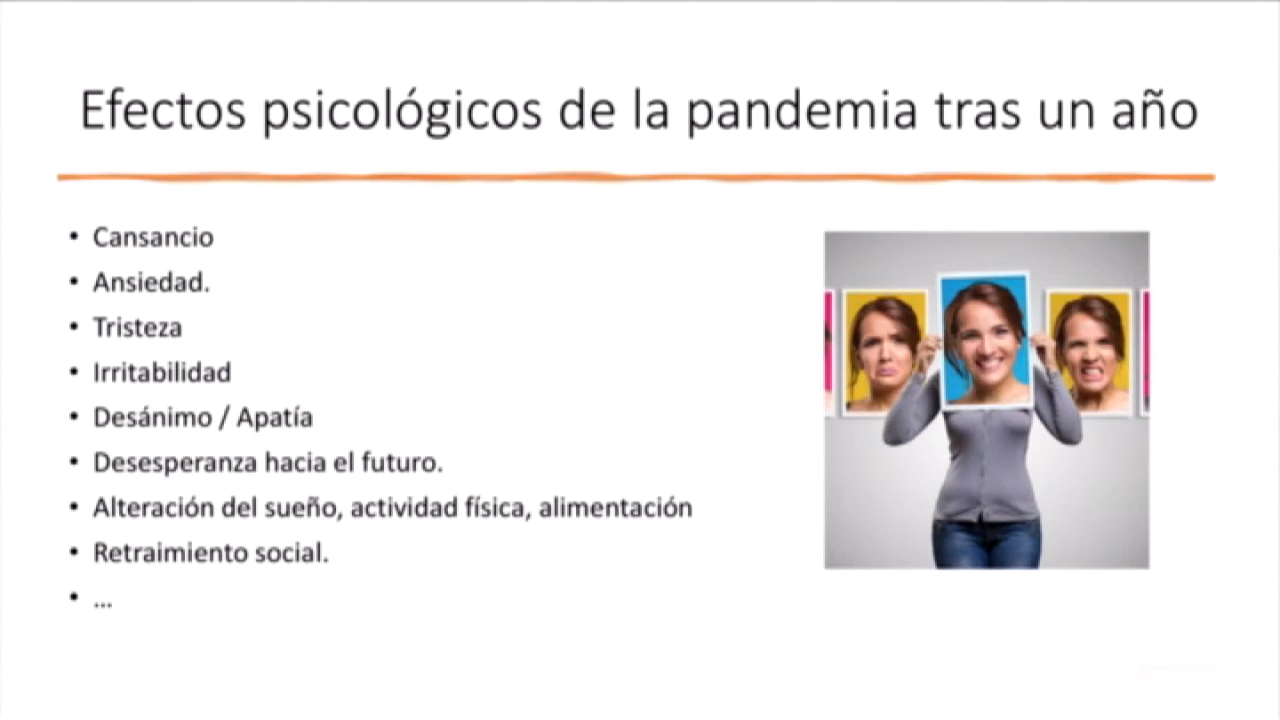 Efectos psicológicos de la pandemia tras un año
• Cansancio
• Ansiedad.
• Tristeza
• Irritabilidad
• Desánimo / Apatía
• Desesperanza hacia el futuro.
• Alteración del sueño, actividad física, alimentación
• Retraimiento social.
• ...